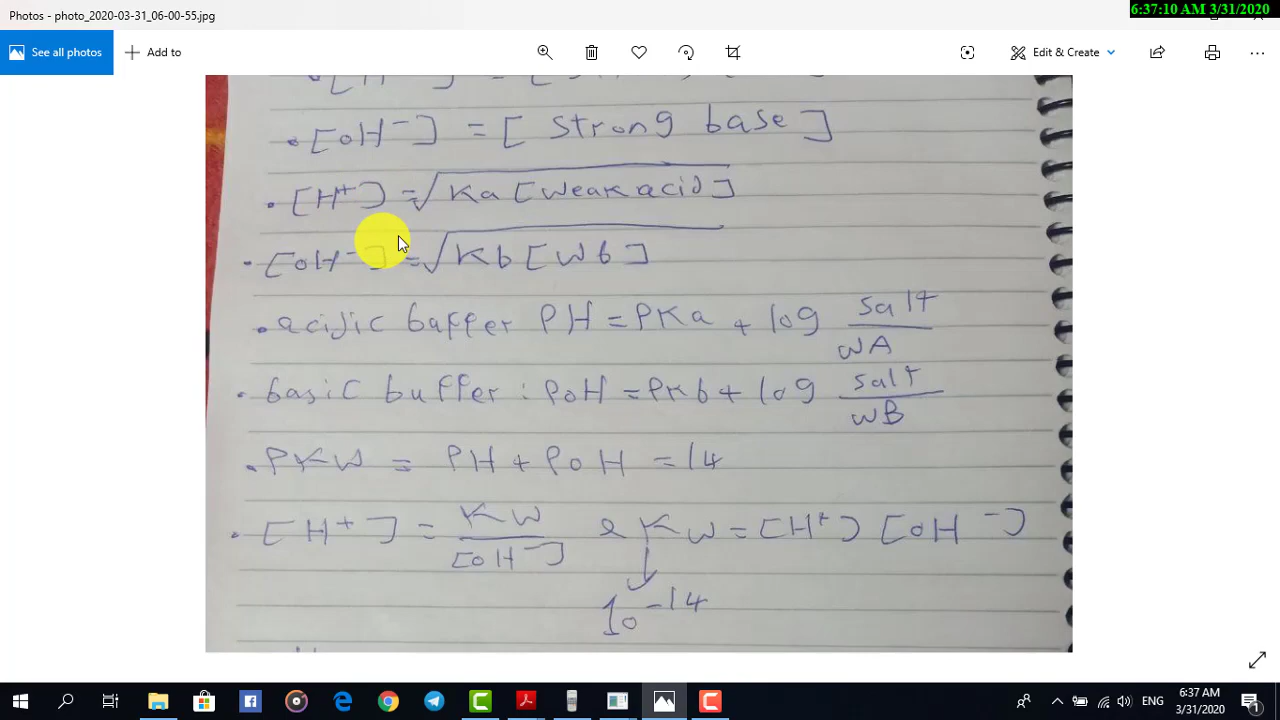 Photos - photo_2020-03-31_06-00-55.jpg
6:37:10 AM 3/31/2020
See all photos
Add to
Edit & Create
• [OH⁻] = [ Strong base ]
• [H⁺] = √Ka [Weak acid]
• [OH⁻] = √Kb [Wb]
• acidic buffer PH = PKa + log salt / WA
• basic buffer : POH = PKb + log salt / WB
• PKW = PH + POH = 14
• [H⁺] = KW / [OH⁻] & KW = [H⁺] [OH⁻]
10⁻¹⁴
ENG
6:37 AM
3/31/2020